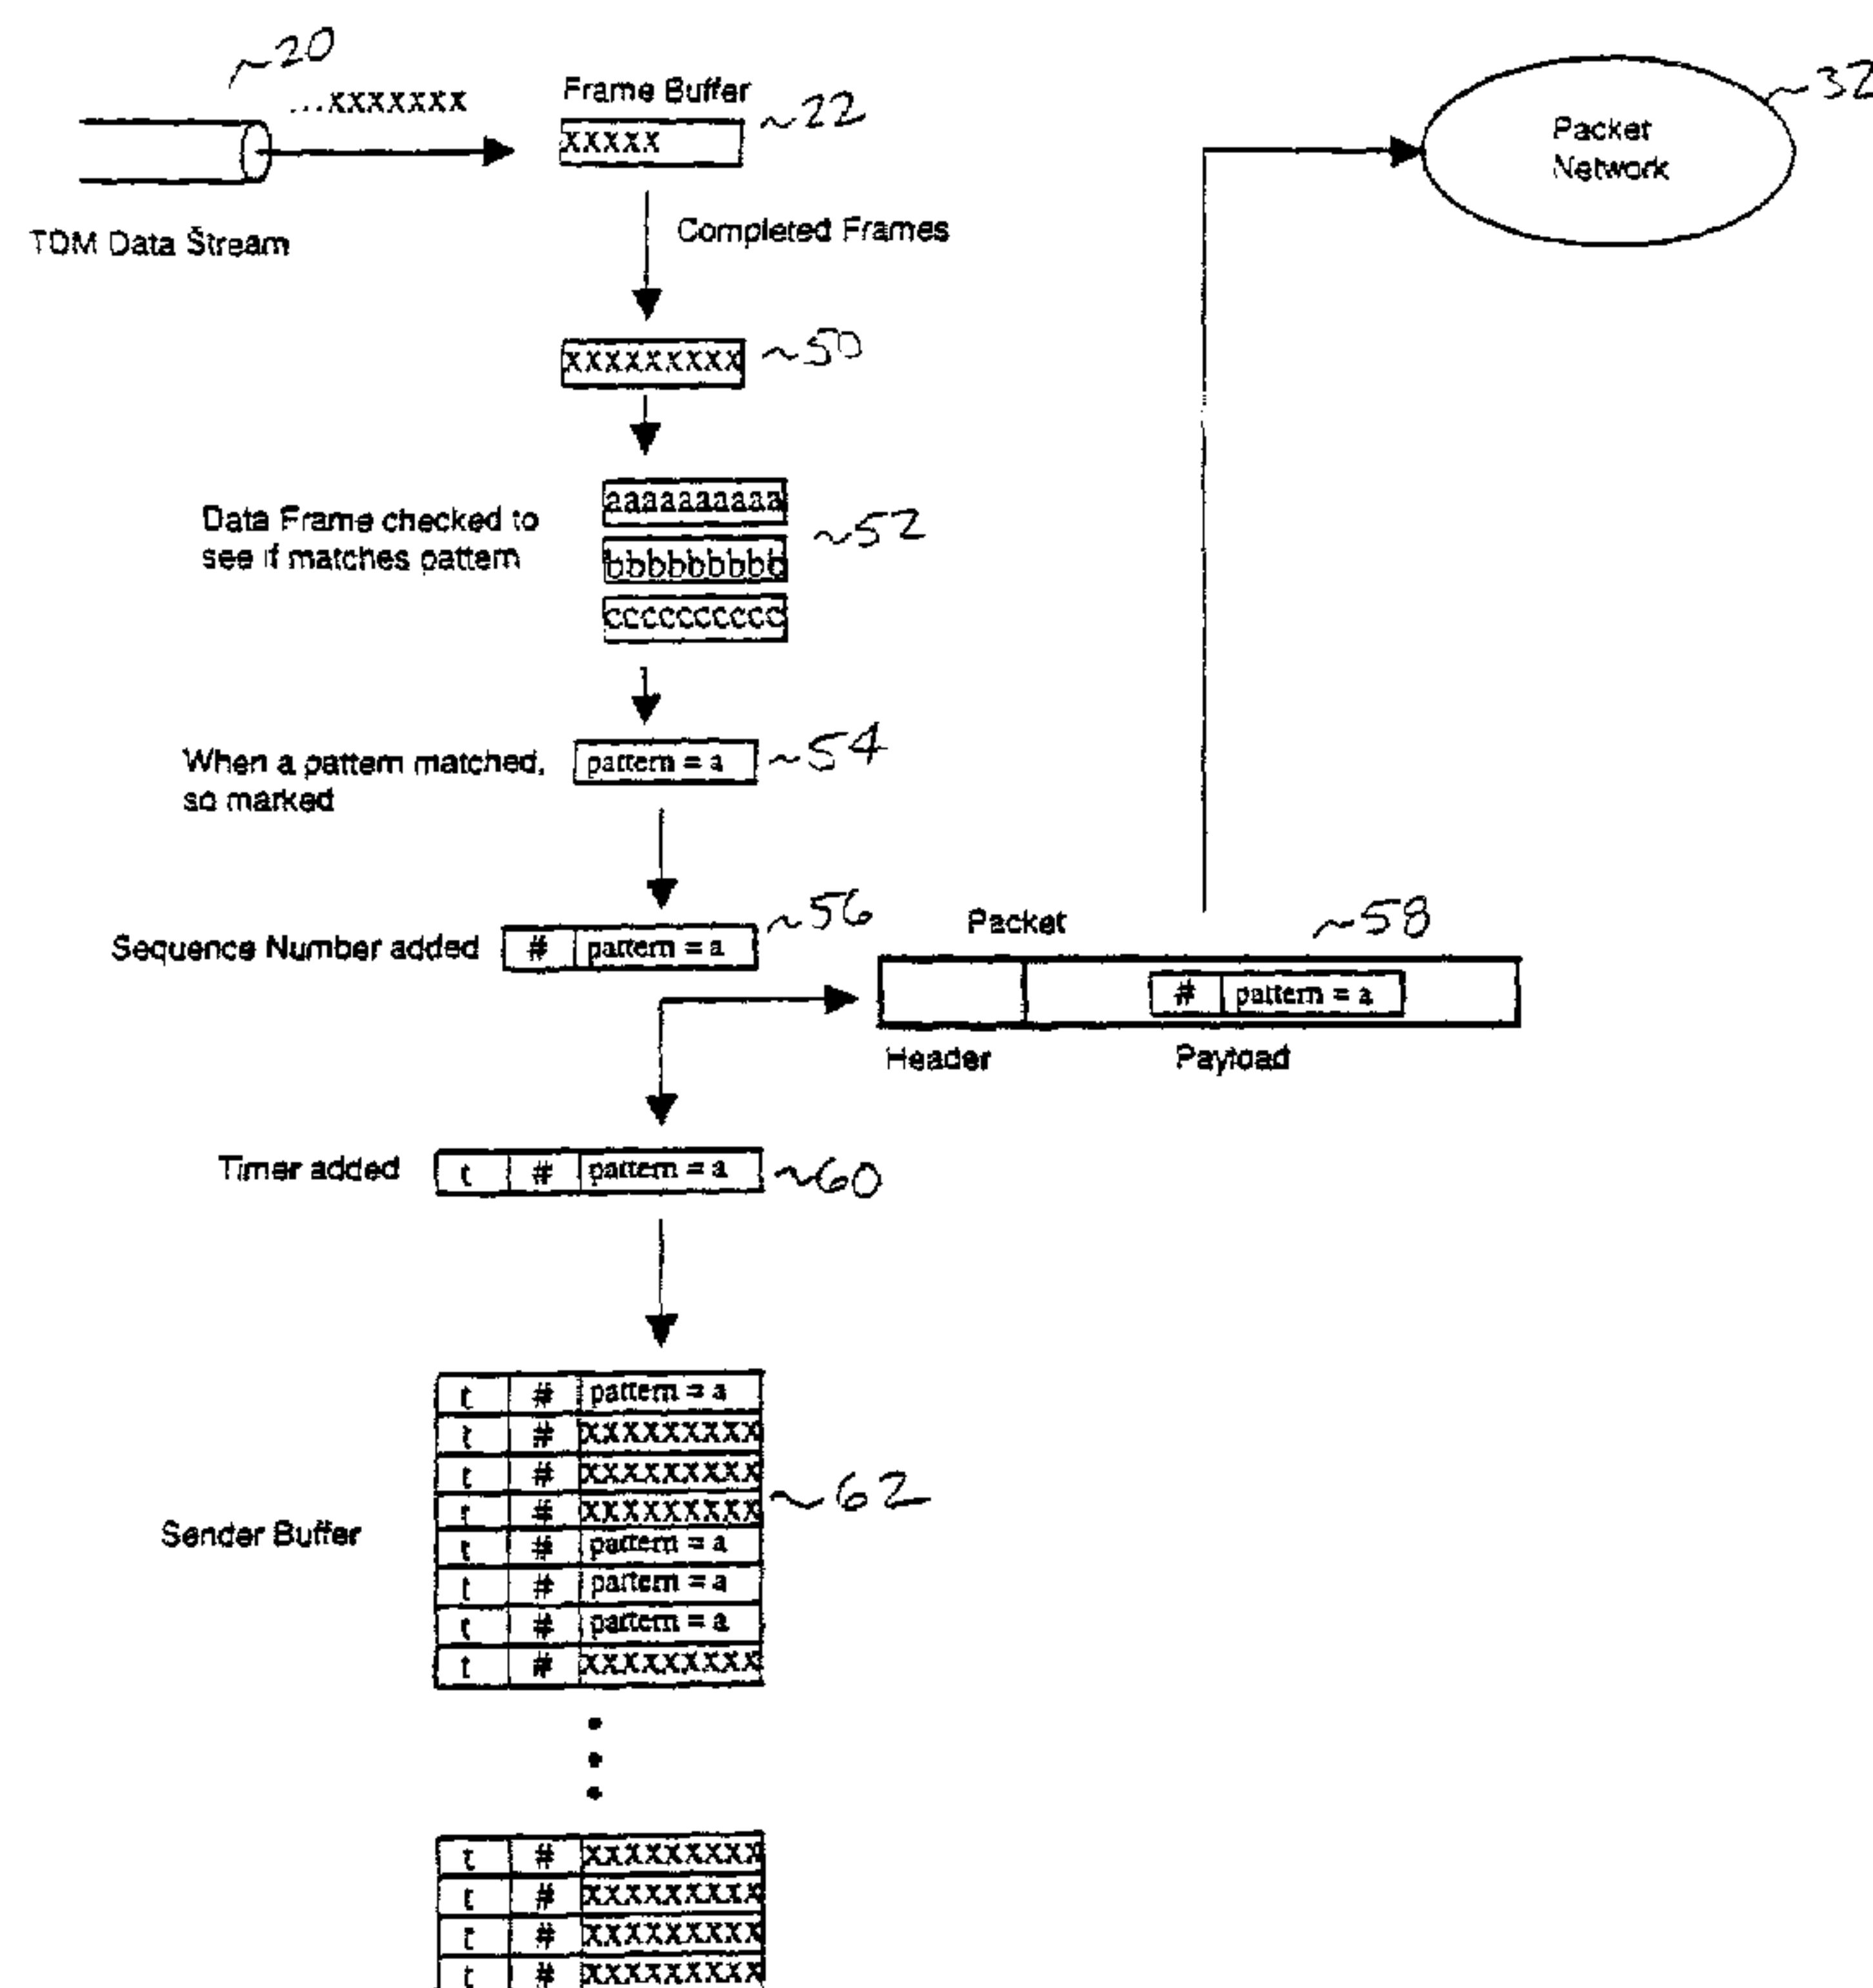 ~20
...xxxxxxx
Frame Buffer
xxxxx
~22
Packet
Network
~32
TDM Data Stream
Completed Frames
xxxxxxxxx
~50
Data Frame checked to
see if matches pattern
aaaaaaaaaa
bbbbbbbbbb
cccccccccc
~52
When a pattern matched,
so marked
pattern = a
~54
Sequence Number added
# pattern = a
~56
Packet
~58
# pattern = a
Header
Payload
Timer added
t # pattern = a
~60
Sender Buffer
t # pattern = a
t # xxxxxxxxx
t # xxxxxxxxx
t # xxxxxxxxx
t # pattern = a
t # pattern = a
t # pattern = a
t # xxxxxxxxx
~62
t # xxxxxxxxx
t # xxxxxxxxx
t # xxxxxxxxx
t # xxxxxxxxx